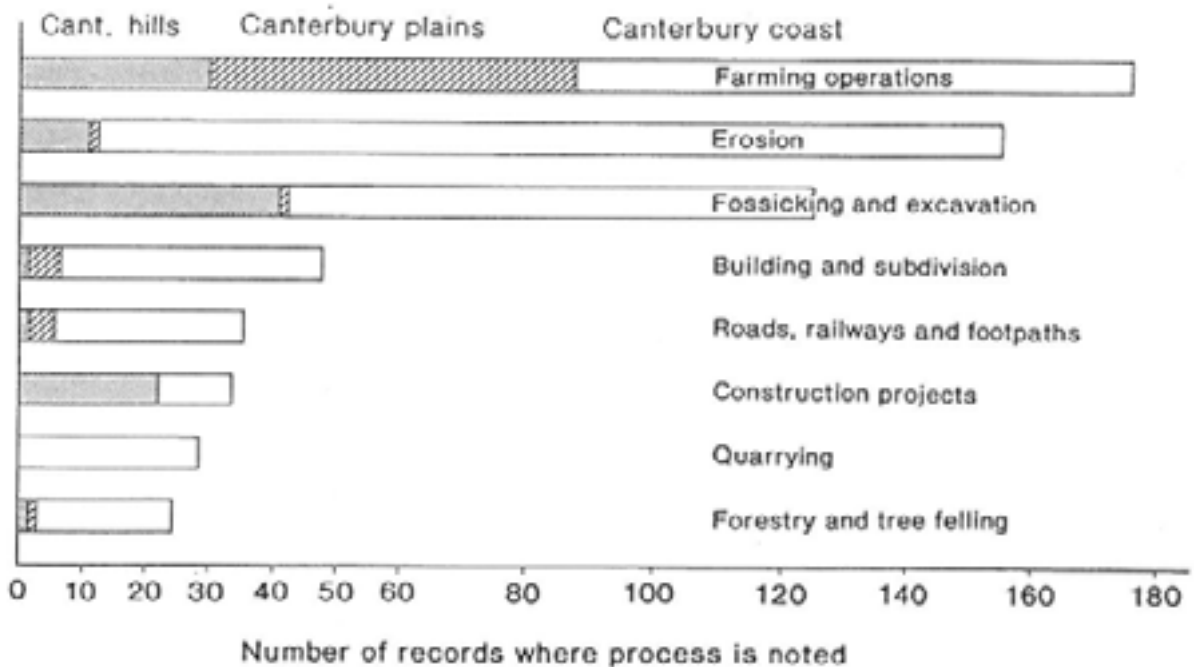 Cant. hills Canterbury plains Canterbury coast
Farming operations
Erosion
Fossicking and excavation
Building and subdivision
Roads, railways and footpaths
Construction projects
Quarrying
Forestry and tree felling
0 10 20 30 40 50 60 80 100 120 140 160 180
Number of records where process is noted